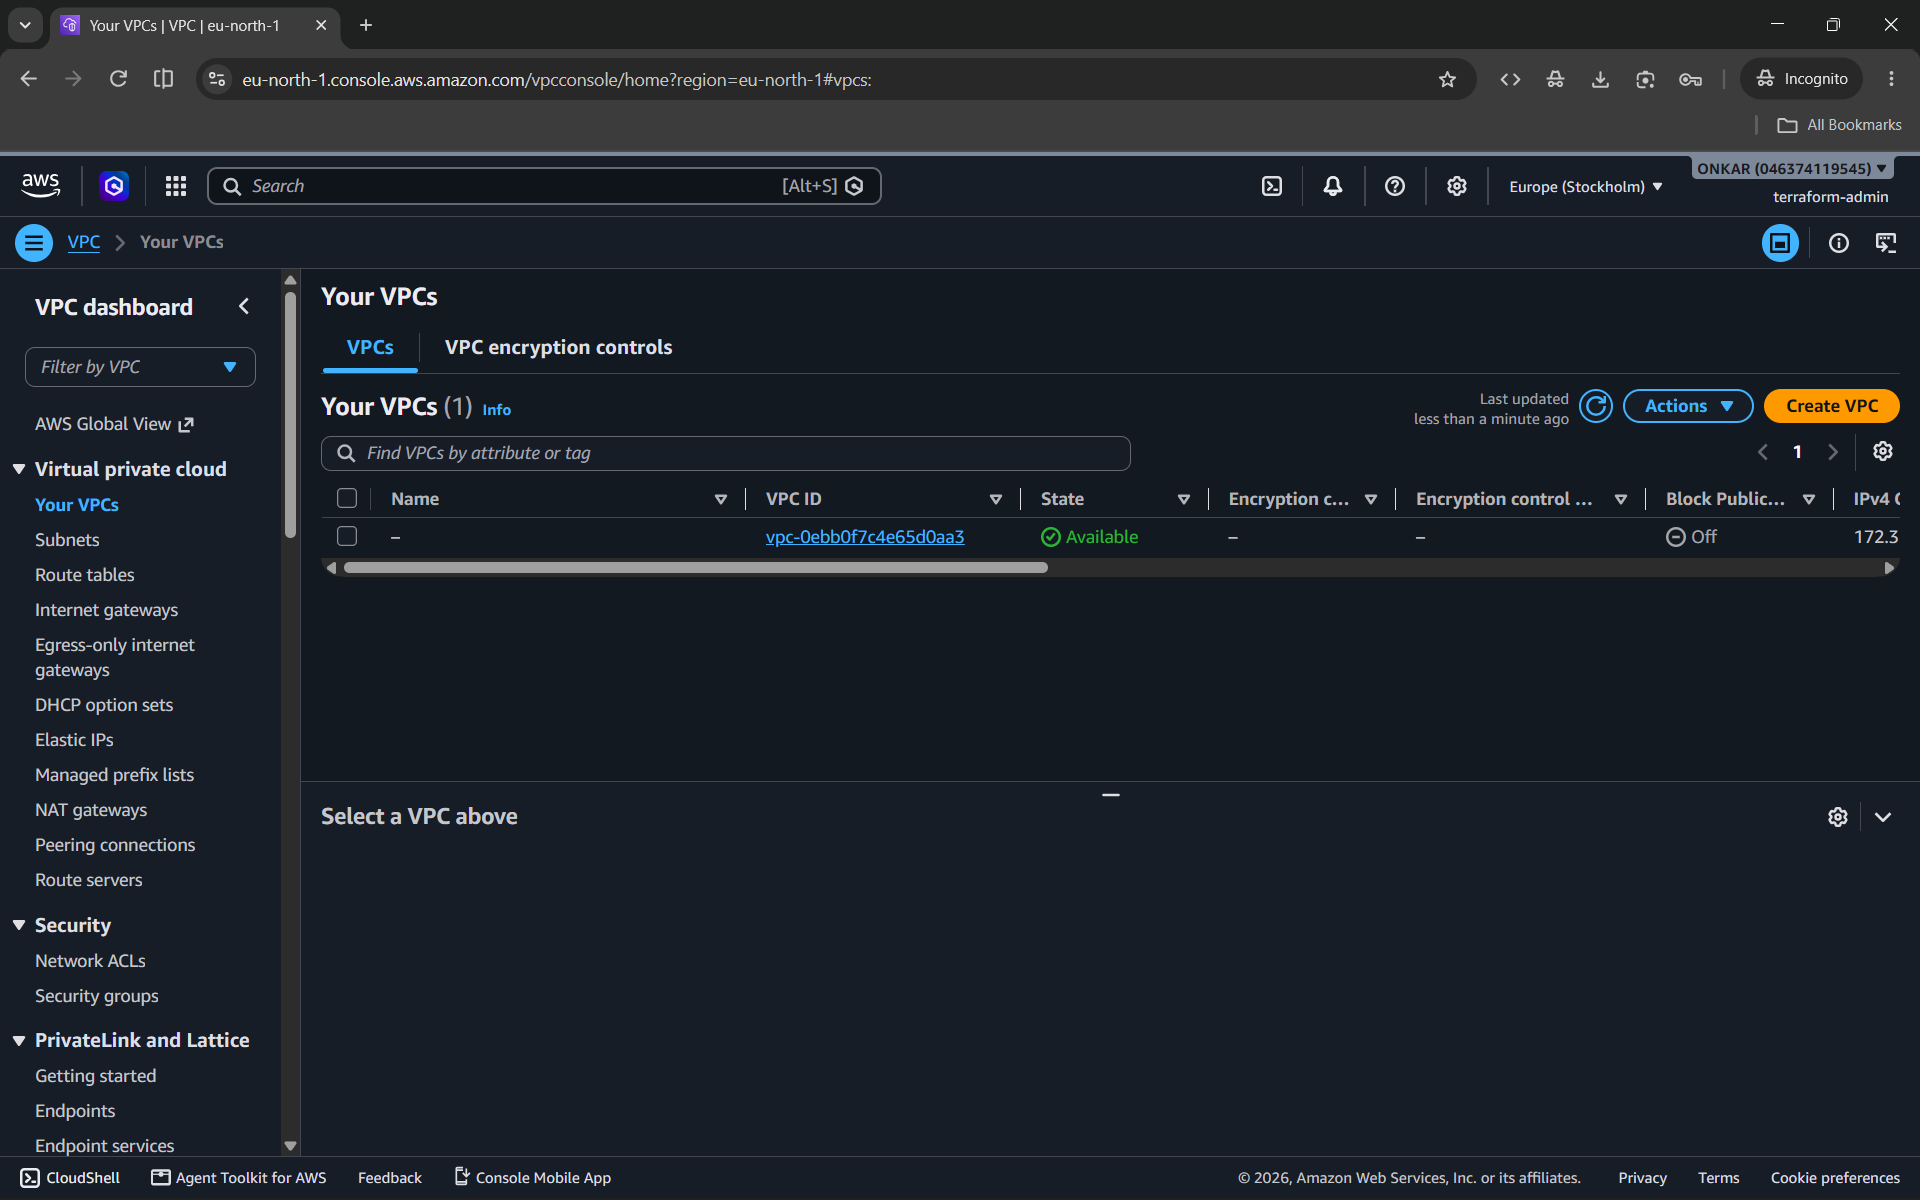 Your VPCs | VPC | eu-north-1
eu-north-1.console.aws.amazon.com/vpcconsole/home?region=eu-north-1#vpcs:
Incognito
All Bookmarks
aws
Search
[Alt+S]
Europe (Stockholm)
ONKAR (046374119545)
terraform-admin
VPC
Your VPCs
VPC dashboard
Filter by VPC
AWS Global View
Virtual private cloud
Your VPCs
Subnets
Route tables
Internet gateways
Egress-only internet
gateways
DHCP option sets
Elastic IPs
Managed prefix lists
NAT gateways
Peering connections
Route servers
Security
Network ACLs
Security groups
PrivateLink and Lattice
Getting started
Endpoints
Endpoint services
Your VPCs
VPCs
VPC encryption controls
Your VPCs (1) Info
Last updated
less than a minute ago
Actions
Create VPC
Find VPCs by attribute or tag
1
Name
VPC ID
State
Encryption c...
Encryption control ...
Block Public...
IPv4 C
–
vpc-0ebb0f7c4e65d0aa3
Available
–
–
Off
172.3
Select a VPC above
CloudShell
Agent Toolkit for AWS
Feedback
Console Mobile App
© 2026, Amazon Web Services, Inc. or its affiliates.
Privacy
Terms
Cookie preferences